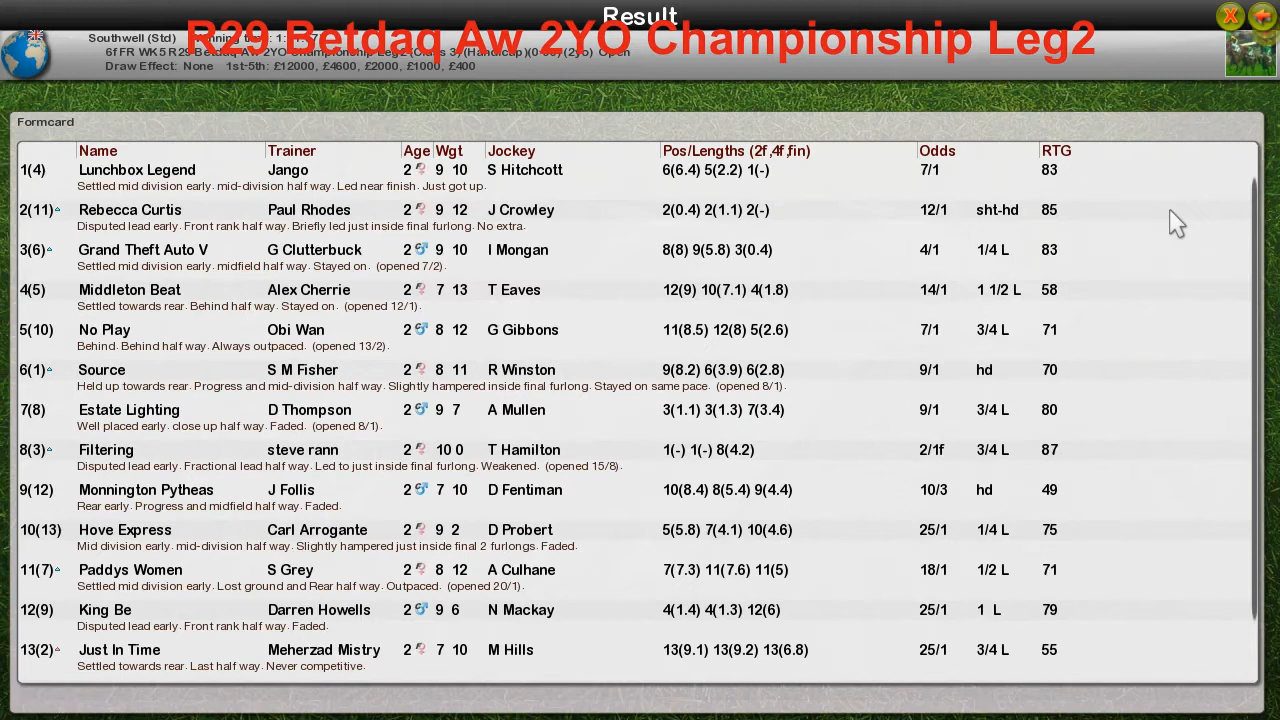 Result
R29 Betdaq Aw 2YO Championship Leg2
Southwell (Std)
6f FR WK5 R29 Betdaq Aw 2YO Championship Leg2 (Class 3) (Handicap) (2yo) Open
Draw Effect: None 1st-5th: £12000, £4600, £2000, £1000, £400
Formcard
Name Trainer Age Wgt Jockey Pos/Lengths (2f,4f,fin) Odds RTG
1(4) Lunchbox Legend Jango 2 9 10 S Hitchcott 6(6.4) 5(2.2) 1(-) 7/1 83
Settled mid division early. mid-division half way. Led near finish. Just got up.
2(11) Rebecca Curtis Paul Rhodes 2 9 12 J Crowley 2(0.4) 2(1.1) 2(-) 12/1 sht-hd 85
Disputed lead early. Front rank half way. Briefly led just inside final furlong. No extra.
3(6) Grand Theft Auto V G Clutterbuck 2 9 10 I Mongan 8(8) 9(5.8) 3(0.4) 4/1 1/4 L 83
Settled mid division early. midfield half way. Stayed on. (opened 7/2).
4(5) Middleton Beat Alex Cherrie 2 7 13 T Eaves 12(9) 10(7.1) 4(1.8) 14/1 1 1/2 L 58
Settled towards rear. Behind half way. Stayed on. (opened 12/1).
5(10) No Play Obi Wan 2 8 12 G Gibbons 11(8.5) 12(8) 5(2.6) 7/1 3/4 L 71
Behind. Behind half way. Always outpaced. (opened 13/2).
6(1) Source S M Fisher 2 8 11 R Winston 9(8.2) 6(3.9) 6(2.8) 9/1 hd 70
Held up towards rear. Progress and mid-division half way. Slightly hampered inside final furlong. Stayed on same pace. (opened 8/1).
7(8) Estate Lighting D Thompson 2 9 7 A Mullen 3(1.1) 3(1.3) 7(3.4) 9/1 3/4 L 80
Well placed early. close up half way. Faded. (opened 8/1).
8(3) Filtering steve rann 2 10 0 T Hamilton 1(-) 1(-) 8(4.2) 2/1f 3/4 L 87
Disputed lead early. Fractional lead half way. Led to just inside final furlong. Weakened. (opened 15/8).
9(12) Monnington Pytheas J Follis 2 7 10 D Fentiman 10(8.4) 8(5.4) 9(4.4) 10/3 hd 49
Rear early. Progress and midfield half way. Faded.
10(13) Hove Express Carl Arrogante 2 9 2 D Probert 5(5.8) 7(4.1) 10(4.6) 25/1 1/4 L 75
Mid division early. mid-division half way. Slightly hampered just inside final 2 furlongs. Faded.
11(7) Paddys Women S Grey 2 8 12 A Culhane 7(7.3) 11(7.6) 11(5) 18/1 1/2 L 71
Settled mid division early. Lost ground and Rear half way. Outpaced. (opened 20/1).
12(9) King Be Darren Howells 2 9 6 N Mackay 4(1.4) 4(1.3) 12(6) 25/1 1 L 79
Disputed lead early. Front rank half way. Faded.
13(2) Just In Time Meherzad Mistry 2 7 10 M Hills 13(9.1) 13(9.2) 13(6.8) 25/1 3/4 L 55
Settled towards rear. Last half way. Never competitive.